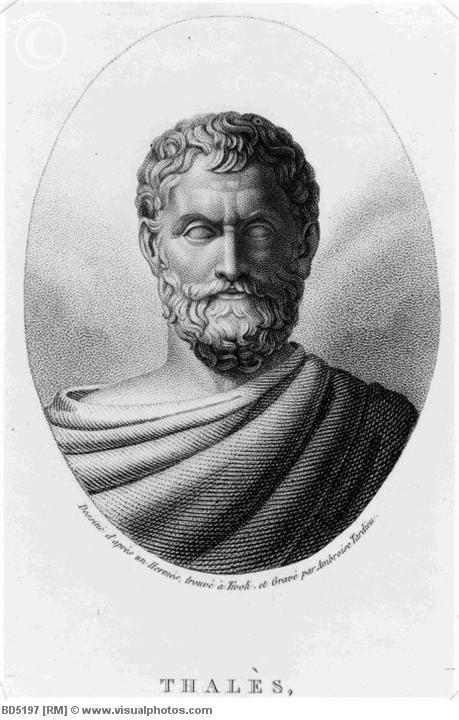 ©
Dessiné d'après un Hermès, trouvé à Tivoli, et Gravé par Ambroise Tardieu.
THALÈS,
BD5197 [RM] © www.visualphotos.com